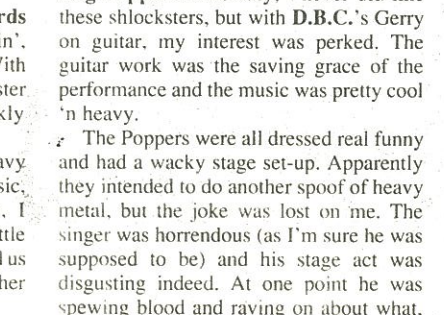 these shlocksters, but with D.B.C.'s Gerry
on guitar, my interest was perked. The
guitar work was the saving grace of the
performance and the music was pretty cool
'n heavy.
The Poppers were all dressed real funny
and had a wacky stage set-up. Apparently
they intended to do another spoof of heavy
metal, but the joke was lost on me. The
singer was horrendous (as I'm sure he was
supposed to be) and his stage act was
disgusting indeed. At one point he was
spewing blood and raving on about what,